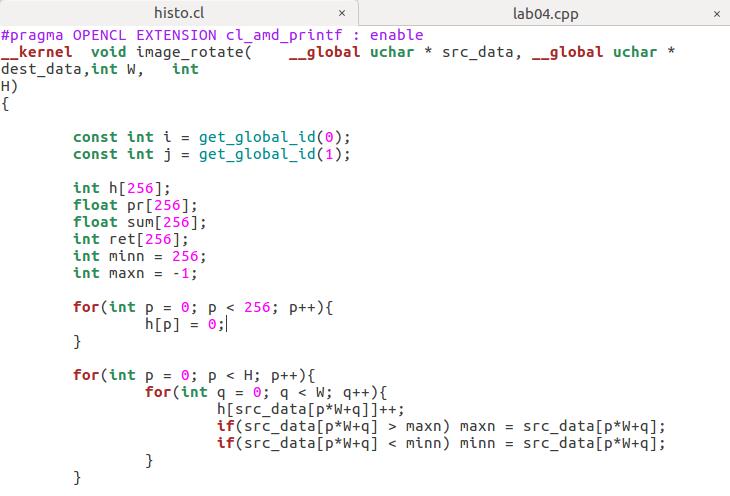 histo.cl × lab04.cpp ×
#pragma OPENCL EXTENSION cl_amd_printf : enable
__kernel  void image_rotate(    __global uchar * src_data, __global uchar *
dest_data,int W,   int
H)
{
        const int i = get_global_id(0);
        const int j = get_global_id(1);
        int h[256];
        float pr[256];
        float sum[256];
        int ret[256];
        int minn = 256;
        int maxn = -1;
        for(int p = 0; p < 256; p++){
                h[p] = 0;
        }
        for(int p = 0; p < H; p++){
                for(int q = 0; q < W; q++){
                        h[src_data[p*W+q]]++;
                        if(src_data[p*W+q] > maxn) maxn = src_data[p*W+q];
                        if(src_data[p*W+q] < minn) minn = src_data[p*W+q];
                }
        }